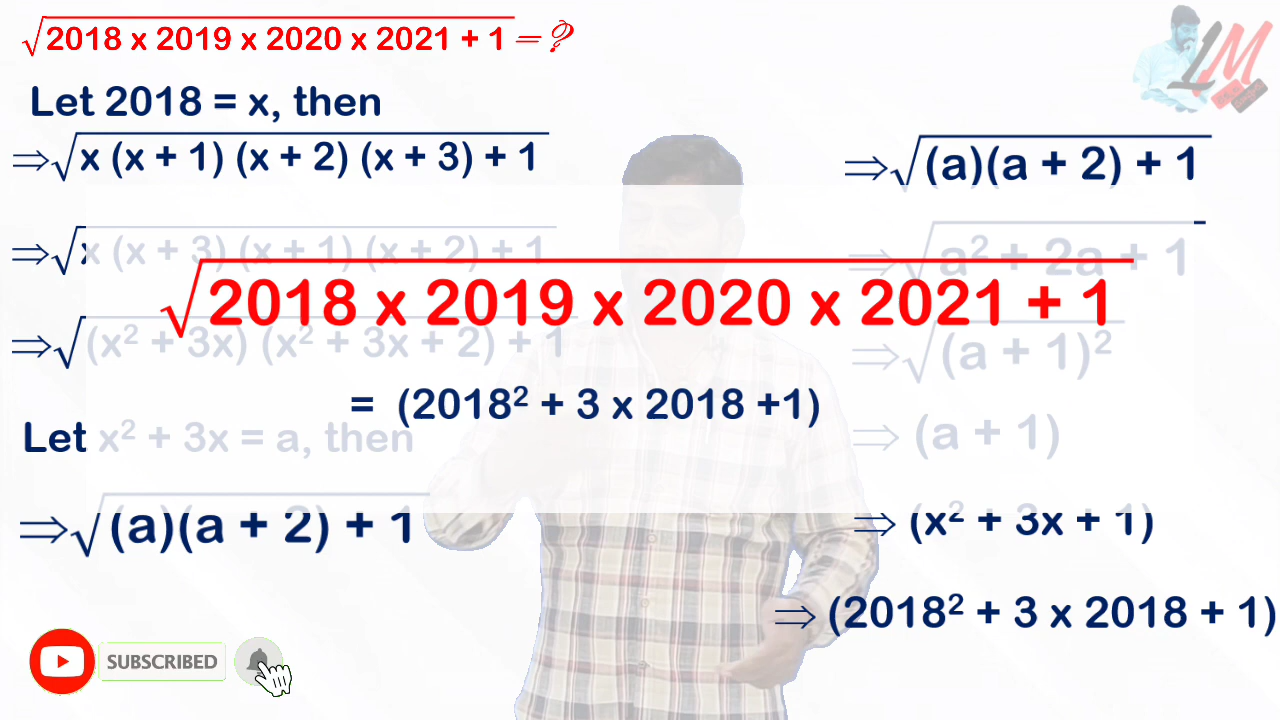 √2018 x 2019 x 2020 x 2021 + 1 = ?
Let 2018 = x, then
⇒√x (x + 1) (x + 2) (x + 3) + 1
⇒√x (x + 3) (x + 1) (x + 2) + 1
⇒√(x² + 3x) (x² + 3x + 2) + 1
Let x² + 3x = a, then
⇒√(a)(a + 2) + 1
⇒√(a)(a + 2) + 1
⇒√a² + 2a + 1
⇒√(a + 1)²
⇒ (a + 1)
⇒ (x² + 3x + 1)
⇒ (2018² + 3 x 2018 + 1)
√2018 x 2019 x 2020 x 2021 + 1
= (2018² + 3 x 2018 +1)
LM
SUBSCRIBED